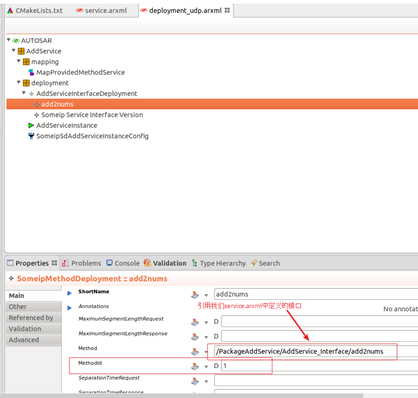 CMakeLists.txt service.arxml deployment_udp.arxml
AUTOSAR
AddService
mapping
MapProvidedMethodService
deployment
AddServiceInterfaceDeployment
add2nums
Someip Service Interface Version
AddServiceInstance
SomeipSdAddServiceInstanceConfig
Properties Problems Console Validation Type Hierarchy Search
SomeipMethodDeployment :: add2nums
Main
Other
Referenced by
Validation
Advanced
引用我们service.arxml中定义的接口
ShortName add2nums
Annotations No annotat
MaximumSegmentLengthRequest D
MaximumSegmentLengthResponse D
Method /PackageAddService/AddService_Interface/add2nums
MethodId D 1
SeparationTimeRequest D
SeparationTimeResponse